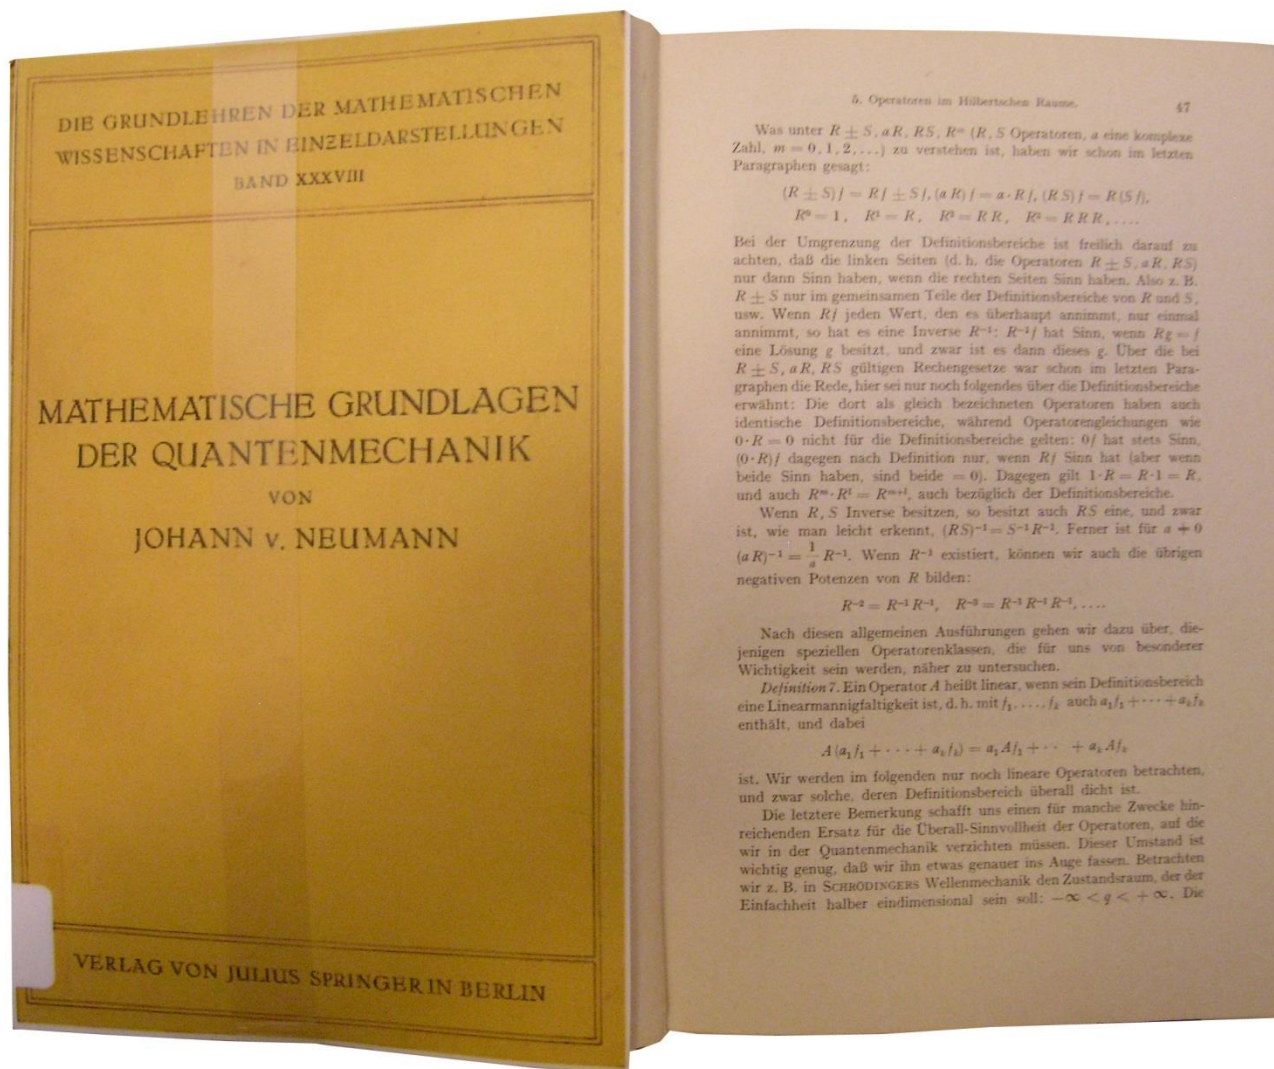 DIE GRUNDLEHREN DER MATHEMATISCHEN
WISSENSCHAFTEN IN EINZELDARSTELLUNGEN
BAND XXXVIII
MATHEMATISCHE GRUNDLAGEN
DER QUANTENMECHANIK
VON
JOHANN v. NEUMANN
VERLAG VON JULIUS SPRINGER IN BERLIN
5. Operatoren im Hilbertschen Raume. 47
Was unter R ± S, aR, RS, Rᵐ (R, S Operatoren, a eine komplexe
Zahl, m = 0, 1, 2, ...) zu verstehen ist, haben wir schon im letzten
Paragraphen gesagt:
(R ± S) f = Rf ± Sf, (aR) f = a · Rf, (RS) f = R(Sf),
R⁰ = 1, R¹ = R, R² = RR, R³ = RRR, ....
Bei der Umgrenzung der Definitionsbereiche ist freilich darauf zu
achten, daß die linken Seiten (d. h. die Operatoren R ± S, aR, RS)
nur dann Sinn haben, wenn die rechten Seiten Sinn haben. Also z. B.
R ± S nur im gemeinsamen Teile der Definitionsbereiche von R und S,
usw. Wenn Rf jeden Wert, den es überhaupt annimmt, nur einmal
annimmt, so hat es eine Inverse R⁻¹: R⁻¹f hat Sinn, wenn Rg = f
eine Lösung g besitzt, und zwar ist es dann dieses g. Über die bei
R ± S, aR, RS gültigen Rechengesetze war schon im letzten Para-
graphen die Rede, hier sei nur noch folgendes über die Definitionsbereiche
erwähnt: Die dort als gleich bezeichneten Operatoren haben auch
identische Definitionsbereiche, während Operatorengleichungen wie
0 · R = 0 nicht für die Definitionsbereiche gelten: 0f hat stets Sinn,
(0 · R) f dagegen nach Definition nur, wenn Rf Sinn hat (aber wenn
beide Sinn haben, sind beide = 0). Dagegen gilt 1 · R = R · 1 = R,
und auch Rᵐ · Rˡ = Rᵐ⁺ˡ, auch bezüglich der Definitionsbereiche.
Wenn R, S Inverse besitzen, so besitzt auch RS eine, und zwar
ist, wie man leicht erkennt, (RS)⁻¹ = S⁻¹ R⁻¹. Ferner ist für a ≠ 0
(aR)⁻¹ = 1/a R⁻¹. Wenn R⁻¹ existiert, können wir auch die übrigen
negativen Potenzen von R bilden:
R⁻² = R⁻¹ R⁻¹, R⁻³ = R⁻¹ R⁻¹ R⁻¹, ....
Nach diesen allgemeinen Ausführungen gehen wir dazu über, die-
jenigen speziellen Operatorenklassen, die für uns von besonderer
Wichtigkeit sein werden, näher zu untersuchen.
Definition 7. Ein Operator A heißt linear, wenn sein Definitionsbereich
eine Linearmannigfaltigkeit ist, d. h. mit f₁, ...., fₖ auch a₁f₁ + ··· + aₖfₖ
enthält, und dabei
A (a₁f₁ + ··· + aₖfₖ) = a₁Af₁ + ·· + aₖAfₖ
ist. Wir werden im folgenden nur noch lineare Operatoren betrachten,
und zwar solche, deren Definitionsbereich überall dicht ist.
Die letztere Bemerkung schafft uns einen für manche Zwecke hin-
reichenden Ersatz für die Überall-Sinnvollheit der Operatoren, auf die
wir in der Quantenmechanik verzichten müssen. Dieser Umstand ist
wichtig genug, daß wir ihn etwas genauer ins Auge fassen. Betrachten
wir z. B. in SCHRÖDINGERS Wellenmechanik den Zustandsraum, der der
Einfachheit halber eindimensional sein soll: −∞ < q < +∞. Die